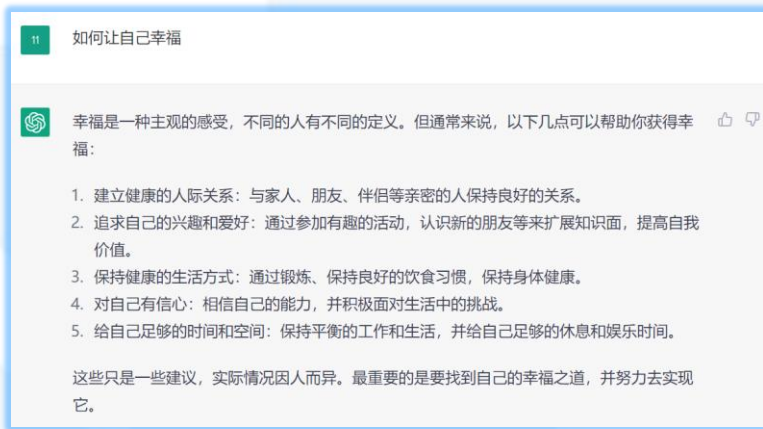 11
如何让自己幸福
幸福是一种主观的感受，不同的人有不同的定义。但通常来说，以下几点可以帮助你获得幸
福：
1. 建立健康的人际关系：与家人、朋友、伴侣等亲密的人保持良好的关系。
2. 追求自己的兴趣和爱好：通过参加有趣的活动，认识新的朋友等来扩展知识面，提高自我
价值。
3. 保持健康的生活方式：通过锻炼、保持良好的饮食习惯，保持身体健康。
4. 对自己有信心：相信自己的能力，并积极面对生活中的挑战。
5. 给自己足够的时间和空间：保持平衡的工作和生活，并给自己足够的休息和娱乐时间。
这些只是一些建议，实际情况因人而异。最重要的是要找到自己的幸福之道，并努力去实现
它。